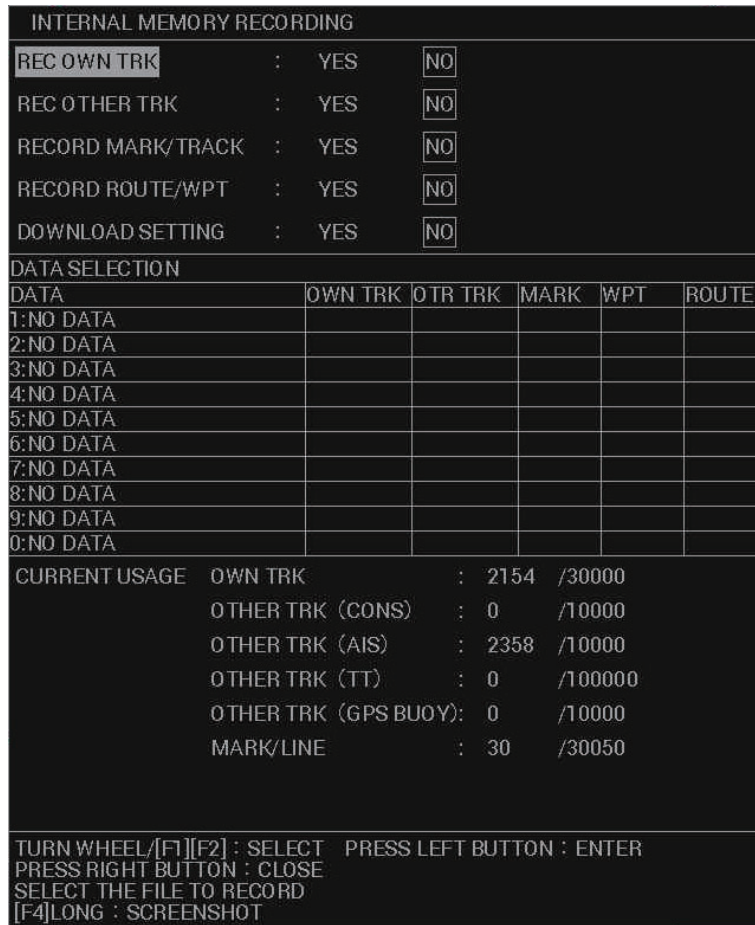 INTERNAL MEMORY RECORDING
REC OWN TRK : YES NO
REC OTHER TRK : YES NO
RECORD MARK/TRACK : YES NO
RECORD ROUTE/WPT : YES NO
DOWNLOAD SETTING : YES NO
DATA SELECTION
DATA OWN TRK OTR TRK MARK WPT ROUTE
1:NO DATA
2:NO DATA
3:NO DATA
4:NO DATA
5:NO DATA
6:NO DATA
7:NO DATA
8:NO DATA
9:NO DATA
0:NO DATA
CURRENT USAGE OWN TRK : 2154 /30000
OTHER TRK (CONS) : 0 /10000
OTHER TRK (AIS) : 2358 /10000
OTHER TRK (TT) : 0 /100000
OTHER TRK (GPS BUOY): 0 /10000
MARK/LINE : 30 /30050
TURN WHEEL/[F1][F2] : SELECT PRESS LEFT BUTTON : ENTER
PRESS RIGHT BUTTON : CLOSE
SELECT THE FILE TO RECORD
[F4]LONG : SCREENSHOT